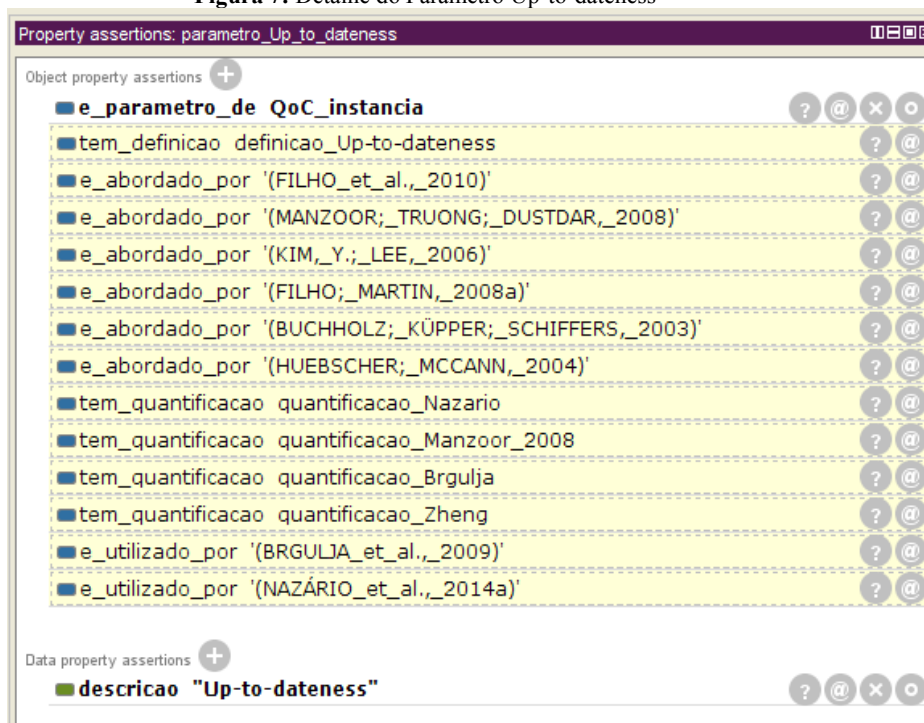 Figura 7: Detalhe do Parâmetro Up-to-dateness
Property assertions: parametro_Up_to_dateness
Object property assertions
e_parametro_de QoC_instancia
tem_definicao definicao_Up-to-dateness
e_abordado_por '(FILHO_et_al.,_2010)'
e_abordado_por '(MANZOOR;_TRUONG;_DUSTDAR,_2008)'
e_abordado_por '(KIM,_Y.;_LEE,_2006)'
e_abordado_por '(FILHO;_MARTIN,_2008a)'
e_abordado_por '(BUCHHOLZ;_KÜPPER;_SCHIFFERS,_2003)'
e_abordado_por '(HUEBSCHER;_MCCANN,_2004)'
tem_quantificacao quantificacao_Nazario
tem_quantificacao quantificacao_Manzoor_2008
tem_quantificacao quantificacao_Brgulja
tem_quantificacao quantificacao_Zheng
e_utilizado_por '(BRGULJA_et_al.,_2009)'
e_utilizado_por '(NAZÁRIO_et_al.,_2014a)'
Data property assertions
descricao "Up-to-dateness"